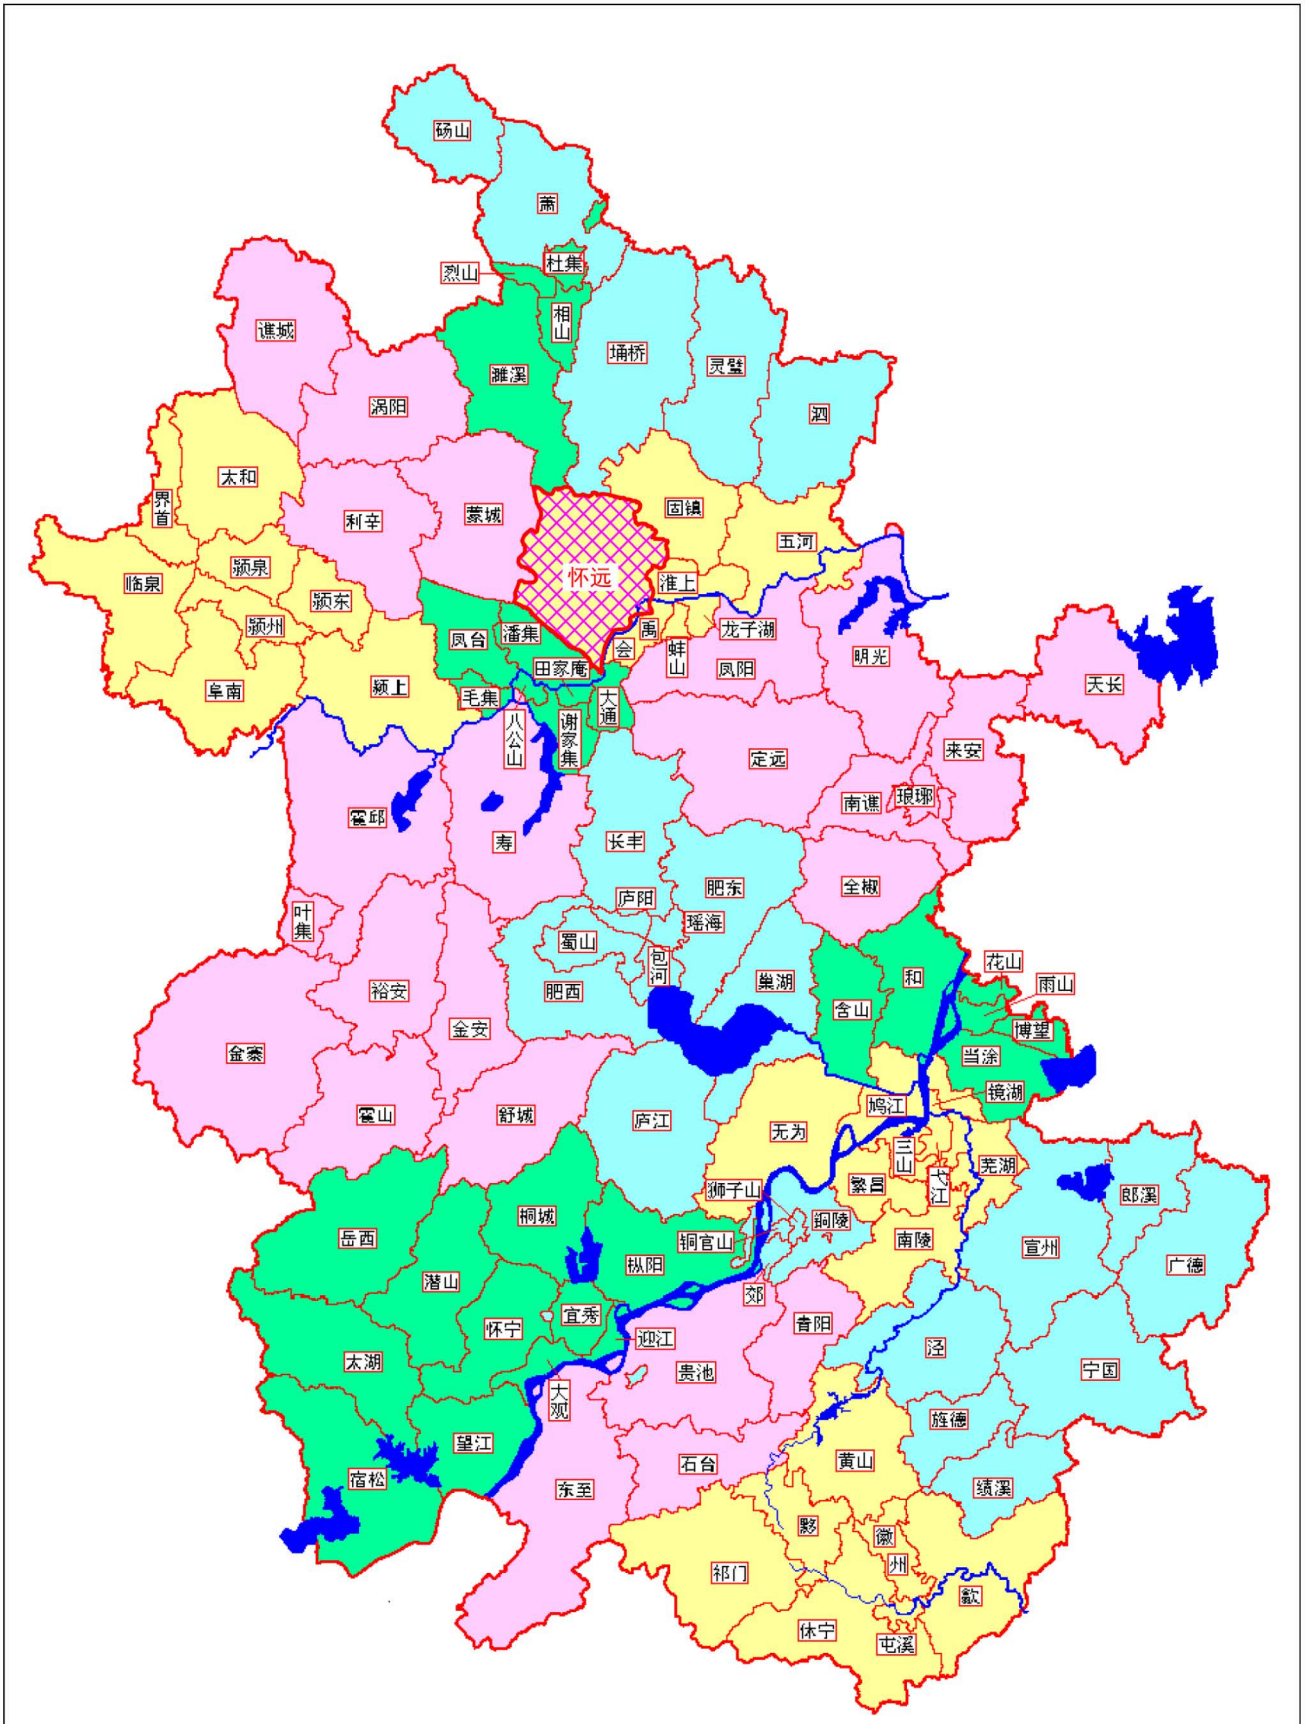 砀山
萧
杜集
烈山
相山
谯城
埇桥
灵璧
濉溪
涡阳
泗
太和
界首
利辛
蒙城
固镇
五河
颍泉
怀远
临泉
淮上
颍东
颍州
潘集
禹
龙子湖
凤台
会
蚌山
明光
田家庵
凤阳
阜南
颍上
毛集
大通
天长
八公山
谢家集
来安
定远
南谯
琅琊
霍邱
寿
长丰
肥东
全椒
庐阳
叶集
瑶海
蜀山
包河
花山
和
巢湖
雨山
裕安
肥西
含山
金安
博望
金寨
当涂
镜湖
霍山
舒城
庐江
鸠江
无为
三山
芜湖
狮子山
繁昌
弋江
郎溪
桐城
铜陵
岳西
铜官山
南陵
宣州
枞阳
广德
潜山
郊
宜秀
青阳
怀宁
迎江
泾
太湖
贵池
宁国
大观
旌德
望江
黄山
石台
宿松
东至
绩溪
黟
徽州
祁门
歙
休宁
屯溪